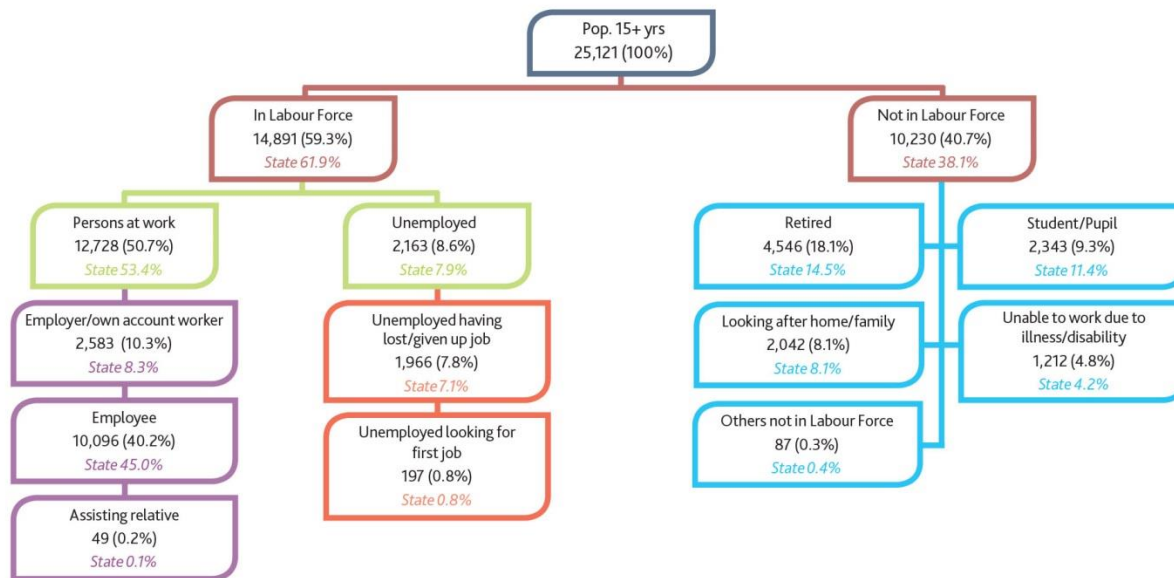 Pop. 15+ yrs
25,121 (100%)
In Labour Force
14,891 (59.3%)
State 61.9%
Not in Labour Force
10,230 (40.7%)
State 38.1%
Persons at work
12,728 (50.7%)
State 53.4%
Unemployed
2,163 (8.6%)
State 7.9%
Retired
4,546 (18.1%)
State 14.5%
Student/Pupil
2,343 (9.3%)
State 11.4%
Employer/own account worker
2,583 (10.3%)
State 8.3%
Unemployed having
lost/given up job
1,966 (7.8%)
State 7.1%
Looking after home/family
2,042 (8.1%)
State 8.1%
Unable to work due to
illness/disability
1,212 (4.8%)
State 4.2%
Employee
10,096 (40.2%)
State 45.0%
Unemployed looking for
first job
197 (0.8%)
State 0.8%
Others not in Labour Force
87 (0.3%)
State 0.4%
Assisting relative
49 (0.2%)
State 0.1%